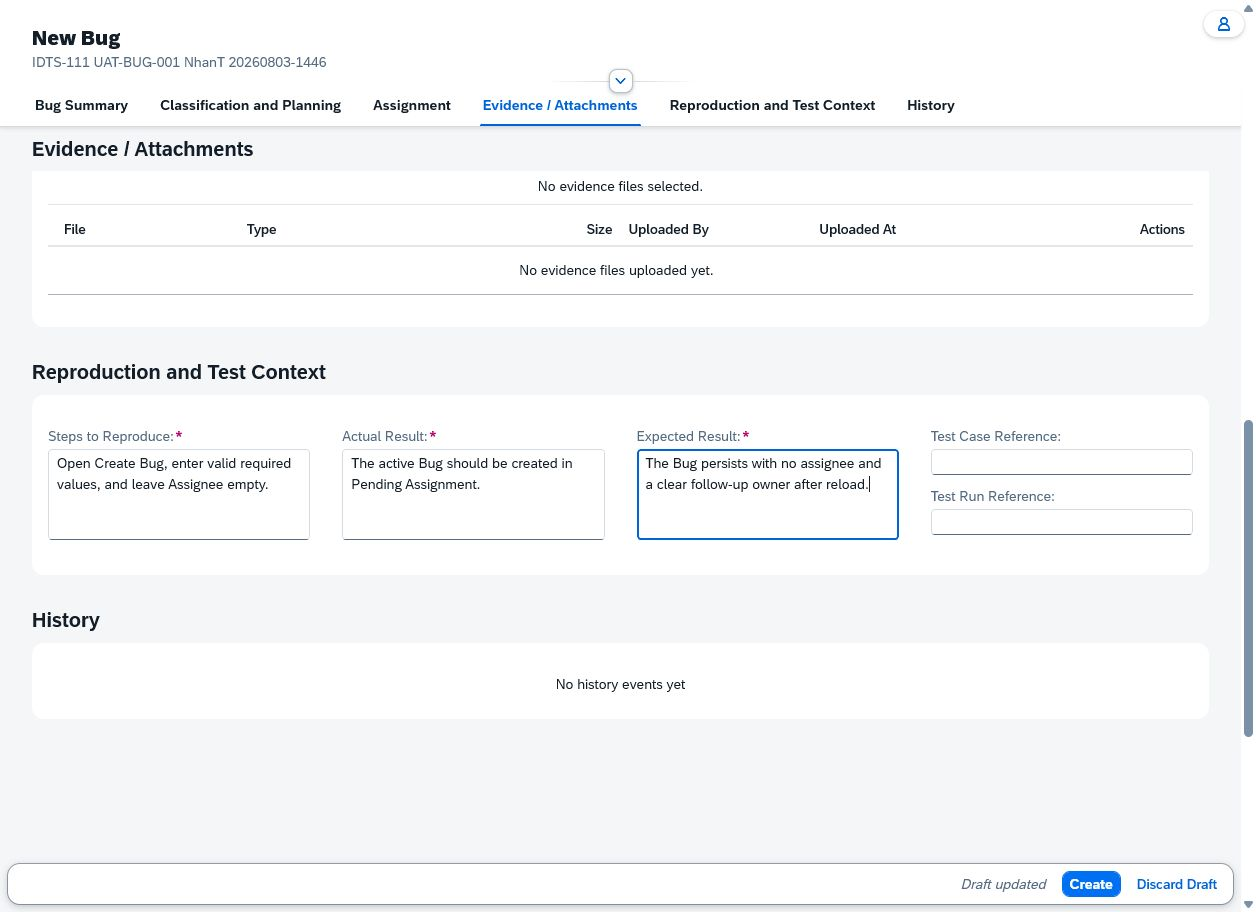 New Bug
IDTS-111 UAT-BUG-001 NhanT 20260803-1446
Bug Summary
Classification and Planning
Assignment
Evidence / Attachments
Reproduction and Test Context
History
Evidence / Attachments
No evidence files selected.
File
Type
Size
Uploaded By
Uploaded At
Actions
No evidence files uploaded yet.
Reproduction and Test Context
Steps to Reproduce:*
Open Create Bug, enter valid required
values, and leave Assignee empty.
Actual Result:*
The active Bug should be created in
Pending Assignment.
Expected Result:*
The Bug persists with no assignee and
a clear follow-up owner after reload.
Test Case Reference:
Test Run Reference:
History
No history events yet
Draft updated
Create
Discard Draft